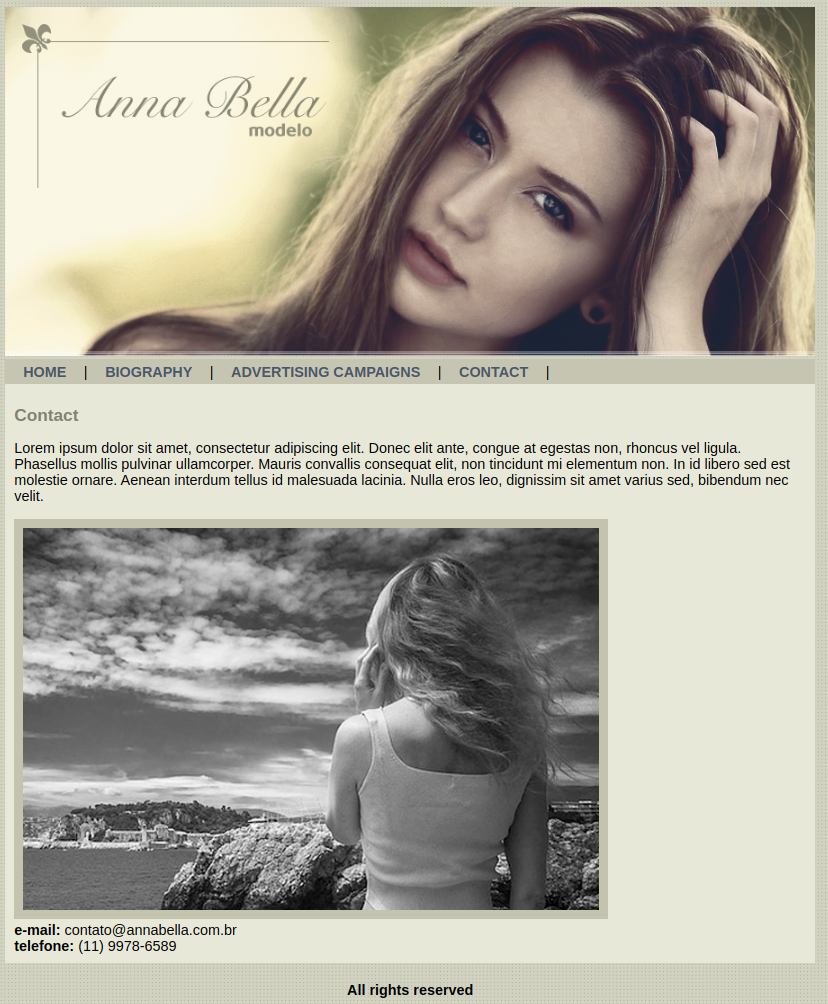 Anna Bella
modelo
HOME | BIOGRAPHY | ADVERTISING CAMPAIGNS | CONTACT |
Contact
Lorem ipsum dolor sit amet, consectetur adipiscing elit. Donec elit ante, congue at egestas non, rhoncus vel ligula.
Phasellus mollis pulvinar ullamcorper. Mauris convallis consequat elit, non tincidunt mi elementum non. In id libero sed est
molestie ornare. Aenean interdum tellus id malesuada lacinia. Nulla eros leo, dignissim sit amet varius sed, bibendum nec
velit.
e-mail: contato@annabella.com.br
telefone: (11) 9978-6589
All rights reserved